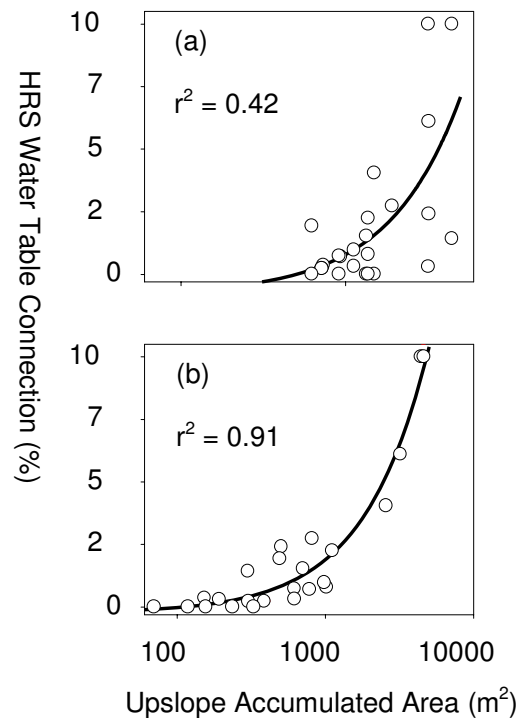 HRS Water Table Connection (%)
(a)
r² = 0.42
10
7
5
2
0
(b)
r² = 0.91
10
7
5
2
0
100 1000 10000
Upslope Accumulated Area (m²)